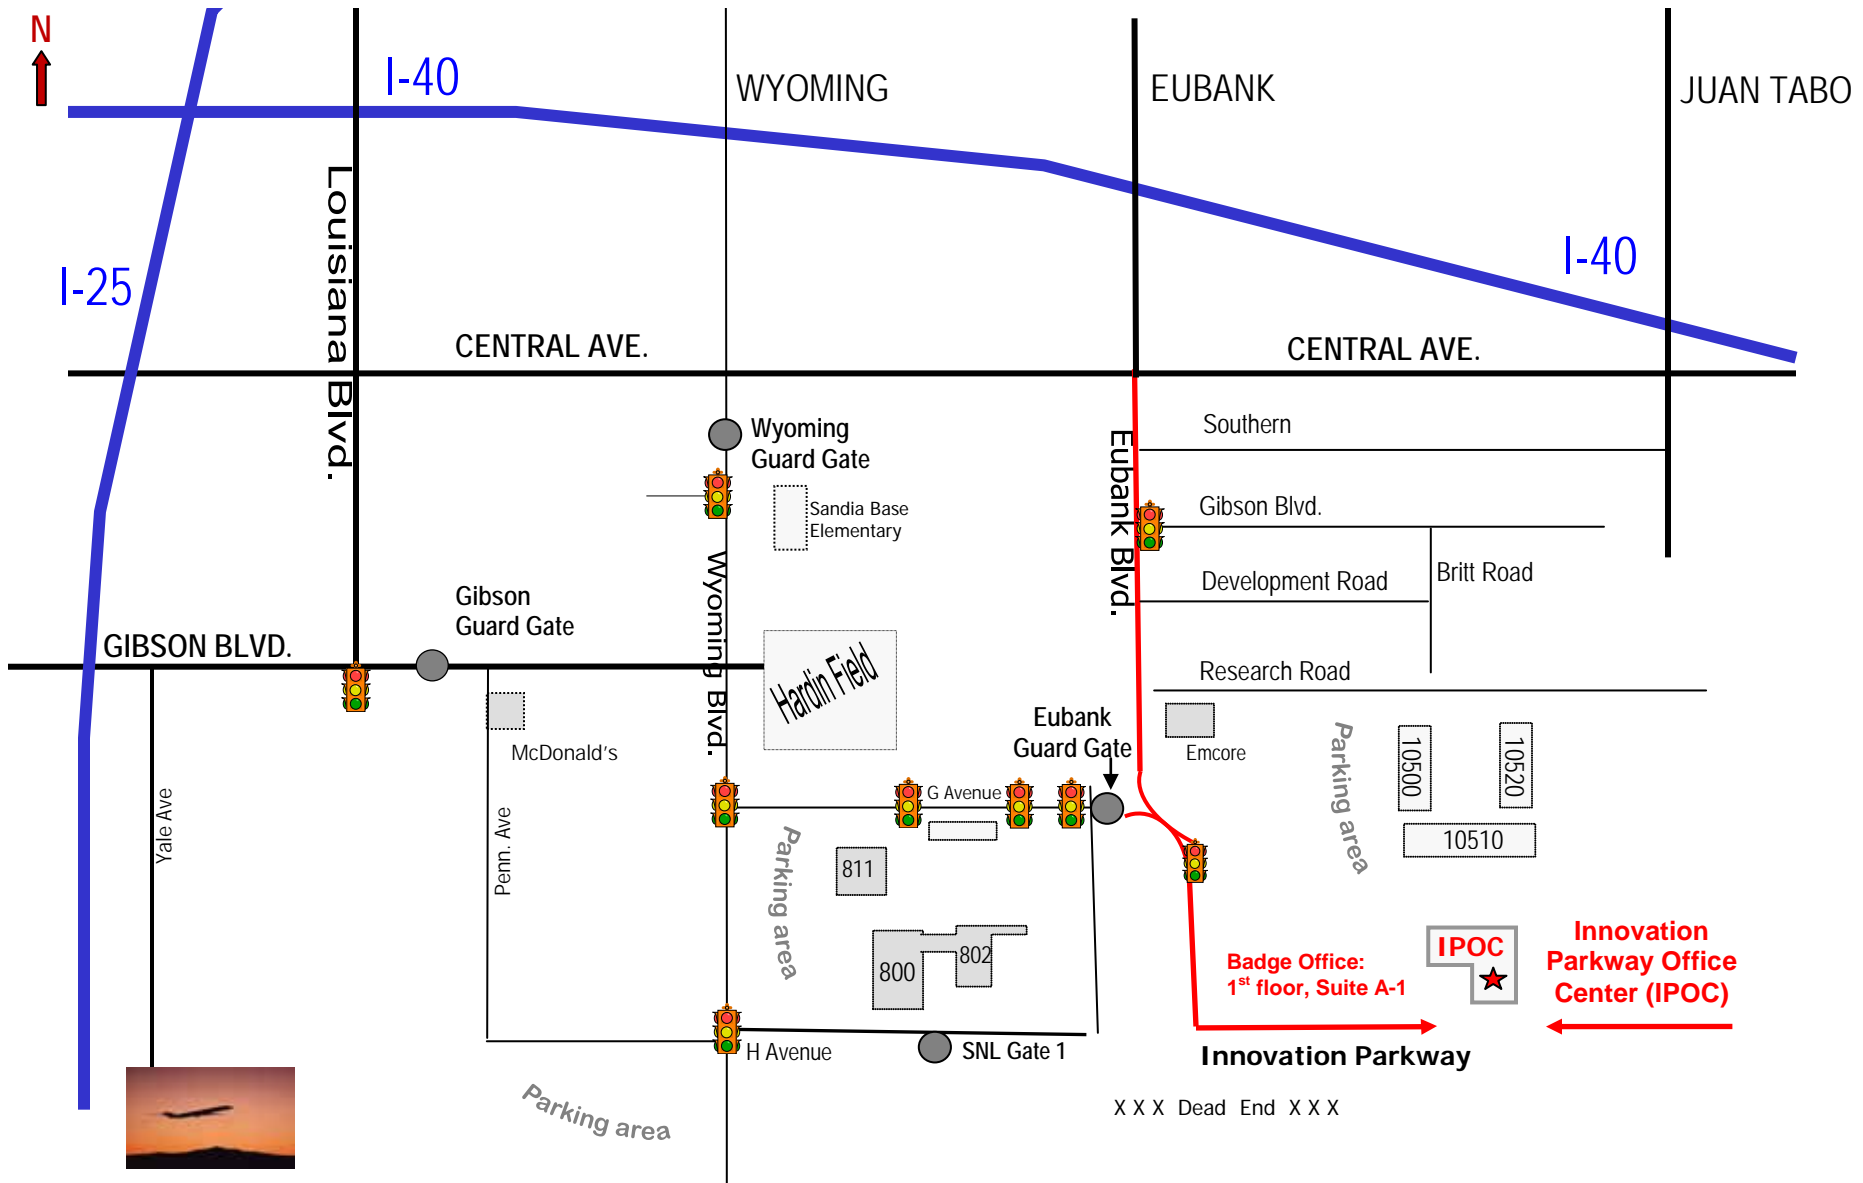 N
I-40
WYOMING
EUBANK
JUAN TABO
I-25
I-40
Louisiana Blvd.
CENTRAL AVE.
CENTRAL AVE.
Wyoming
Guard Gate
Southern
Eubank Blvd.
Sandia Base
Elementary
Gibson Blvd.
Wyoming Blvd.
Development Road
Britt Road
Gibson
Guard Gate
GIBSON BLVD.
Hardin Field
Research Road
McDonald's
Eubank
Guard Gate
Emcore
Parking area
10500
10520
10510
Yale Ave
Penn. Ave
G Avenue
Parking area
811
800
802
Badge Office:
1st floor, Suite A-1
IPOC
Innovation
Parkway Office
Center (IPOC)
H Avenue
SNL Gate 1
Innovation Parkway
Parking area
X X X Dead End X X X